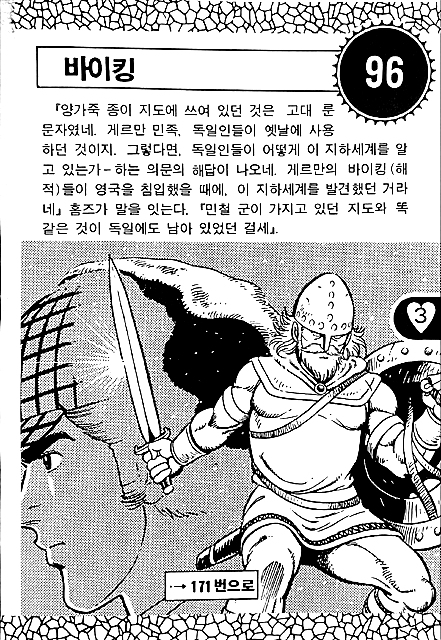 바이킹
96
『양가죽 종이 지도에 쓰여 있던 것은 고대 룬
문자였네. 게르만 민족, 독일인들이 옛날에 사용
하던 것이지. 그렇다면, 독일인들이 어떻게 이 지하세계를 알
고 있는가-하는 의문의 해답이 나오네. 게르만의 바이킹(해
적)들이 영국을 침입했을 때에, 이 지하세계를 발견했던 거라
네』 홈즈가 말을 잇는다. 『민철 군이 가지고 있던 지도와 똑
같은 것이 독일에도 남아 있었던 걸세』.
3
→ 171번으로